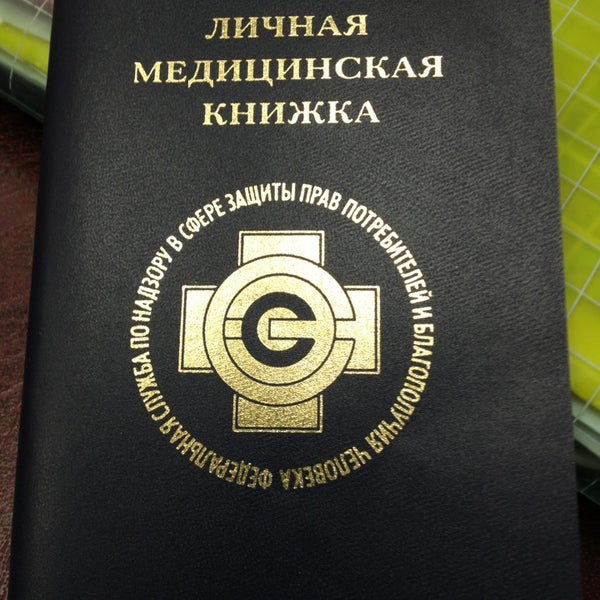 ЛИЧНАЯ
МЕДИЦИНСКАЯ
КНИЖКА
ФЕДЕРАЛЬНАЯ СЛУЖБА ПО НАДЗОРУ В СФЕРЕ ЗАЩИТЫ ПРАВ ПОТРЕБИТЕЛЕЙ И БЛАГОПОЛУЧИЯ ЧЕЛОВЕКА